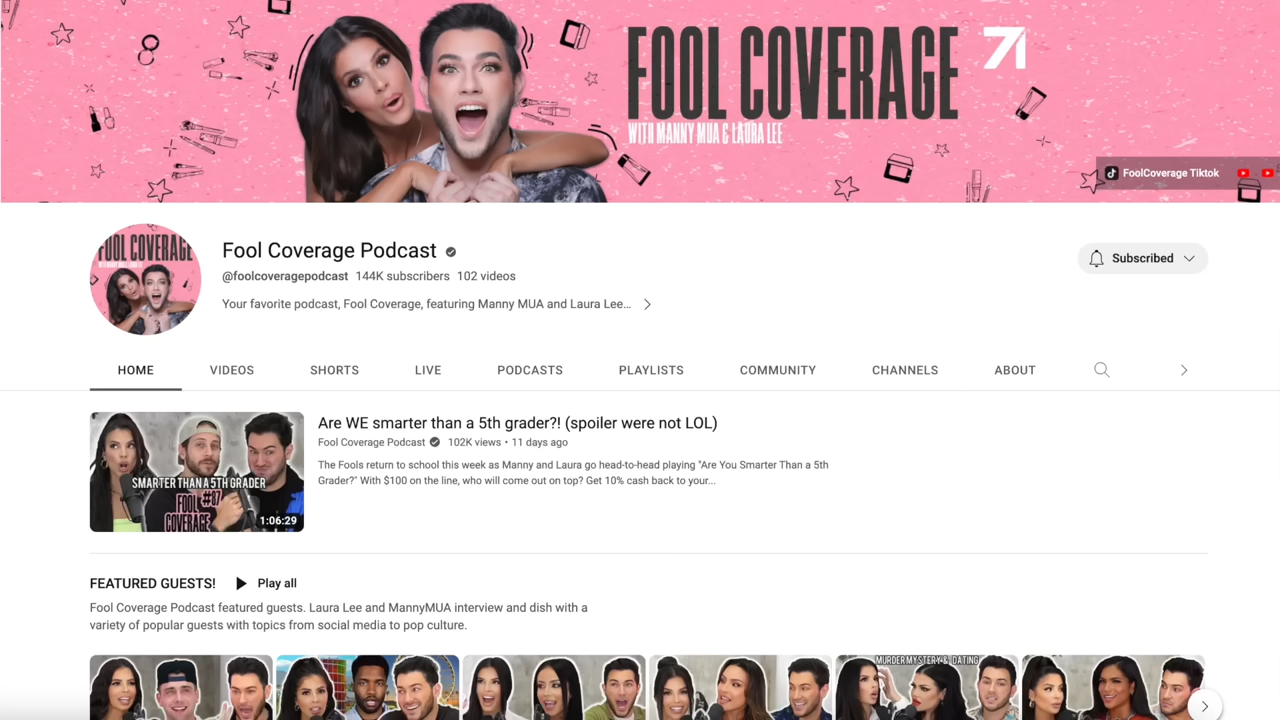 FOOL COVERAGE
WITH MANNY MUA & LAURA LEE
FoolCoverage Tiktok
FOOL COVERAGE
Fool Coverage Podcast
@foolcoveragepodcast 144K subscribers 102 videos
Your favorite podcast, Fool Coverage, featuring Manny MUA and Laura Lee...
Subscribed
HOME VIDEOS SHORTS LIVE PODCASTS PLAYLISTS COMMUNITY CHANNELS ABOUT
SMARTER THAN A 5TH GRADER
FOOL #87
COVERAGE
1:06:29
Are WE smarter than a 5th grader?! (spoiler were not LOL)
Fool Coverage Podcast 102K views • 11 days ago
The Fools return to school this week as Manny and Laura go head-to-head playing "Are You Smarter Than a 5th
Grader?" With $100 on the line, who will come out on top? Get 10% cash back to your...
FEATURED GUESTS! Play all
Fool Coverage Podcast featured guests. Laura Lee and MannyMUA interview and dish with a
variety of popular guests with topics from social media to pop culture.
MURDER MYSTERY & DATING